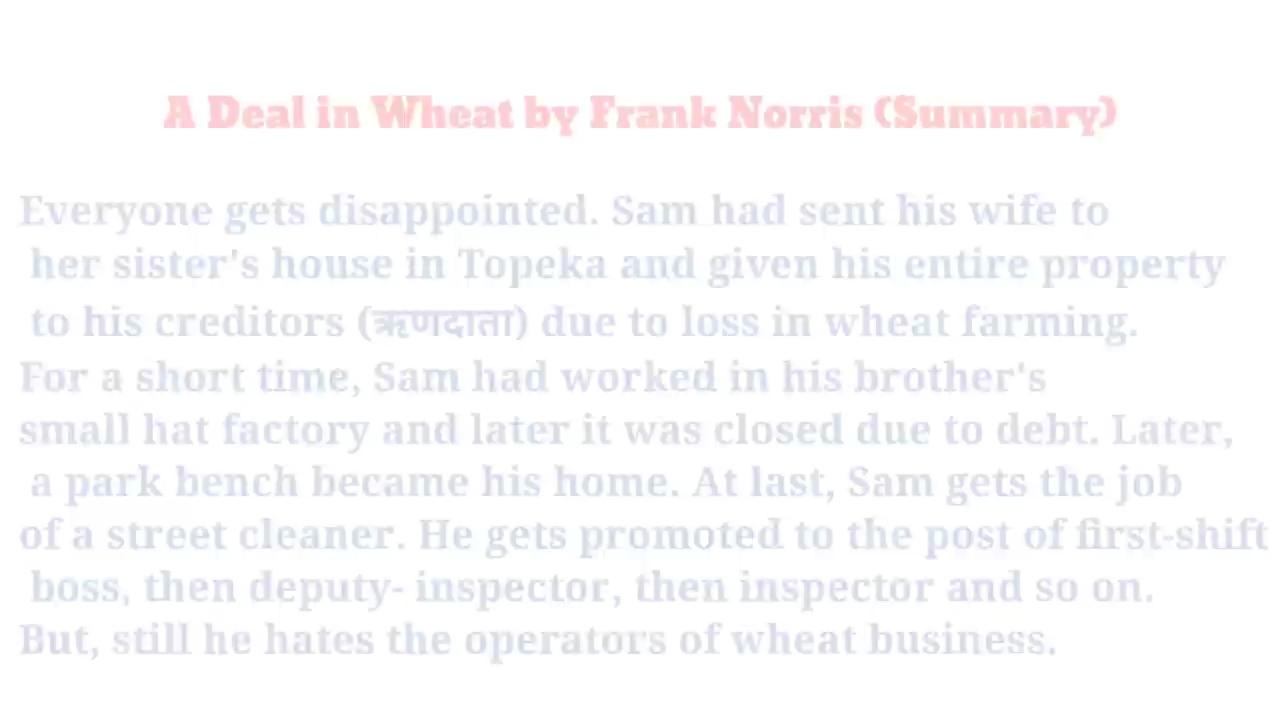 A Deal in Wheat by Frank Norris (Summary)
Everyone gets disappointed. Sam had sent his wife to
her sister's house in Topeka and given his entire property
to his creditors (ऋणदाता) due to loss in wheat farming.
For a short time, Sam had worked in his brother's
small hat factory and later it was closed due to debt. Later,
a park bench became his home. At last, Sam gets the job
of a street cleaner. He gets promoted to the post of first-shift
boss, then deputy- inspector, then inspector and so on.
But, still he hates the operators of wheat business.